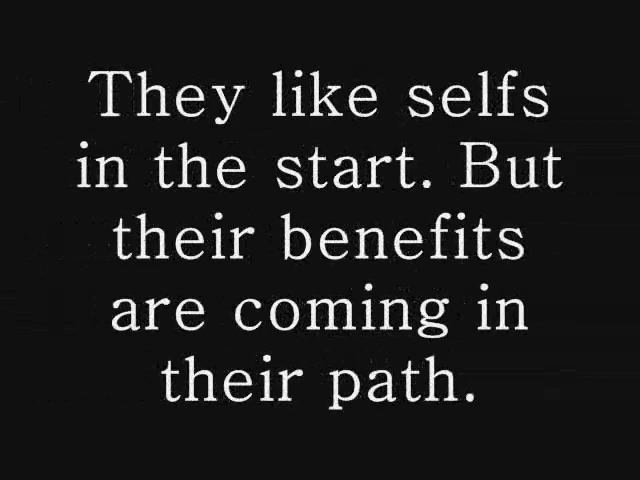 They like selfs
in the start. But
their benefits
are coming in
their path.